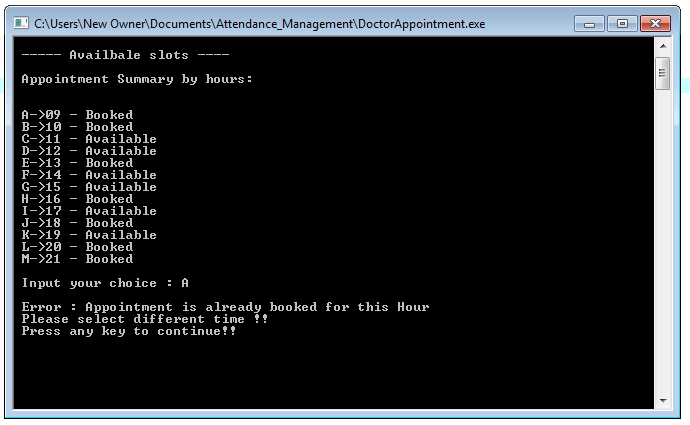 C:\Users\New Owner\Documents\Attendance_Management\DoctorAppointment.exe
----- Availbale slots ----
Appointment Summary by hours:
A->09 - Booked
B->10 - Booked
C->11 - Available
D->12 - Available
E->13 - Booked
F->14 - Available
G->15 - Available
H->16 - Booked
I->17 - Available
J->18 - Booked
K->19 - Available
L->20 - Booked
M->21 - Booked
Input your choice : A
Error : Appointment is already booked for this Hour
Please select different time !!
Press any key to continue!!